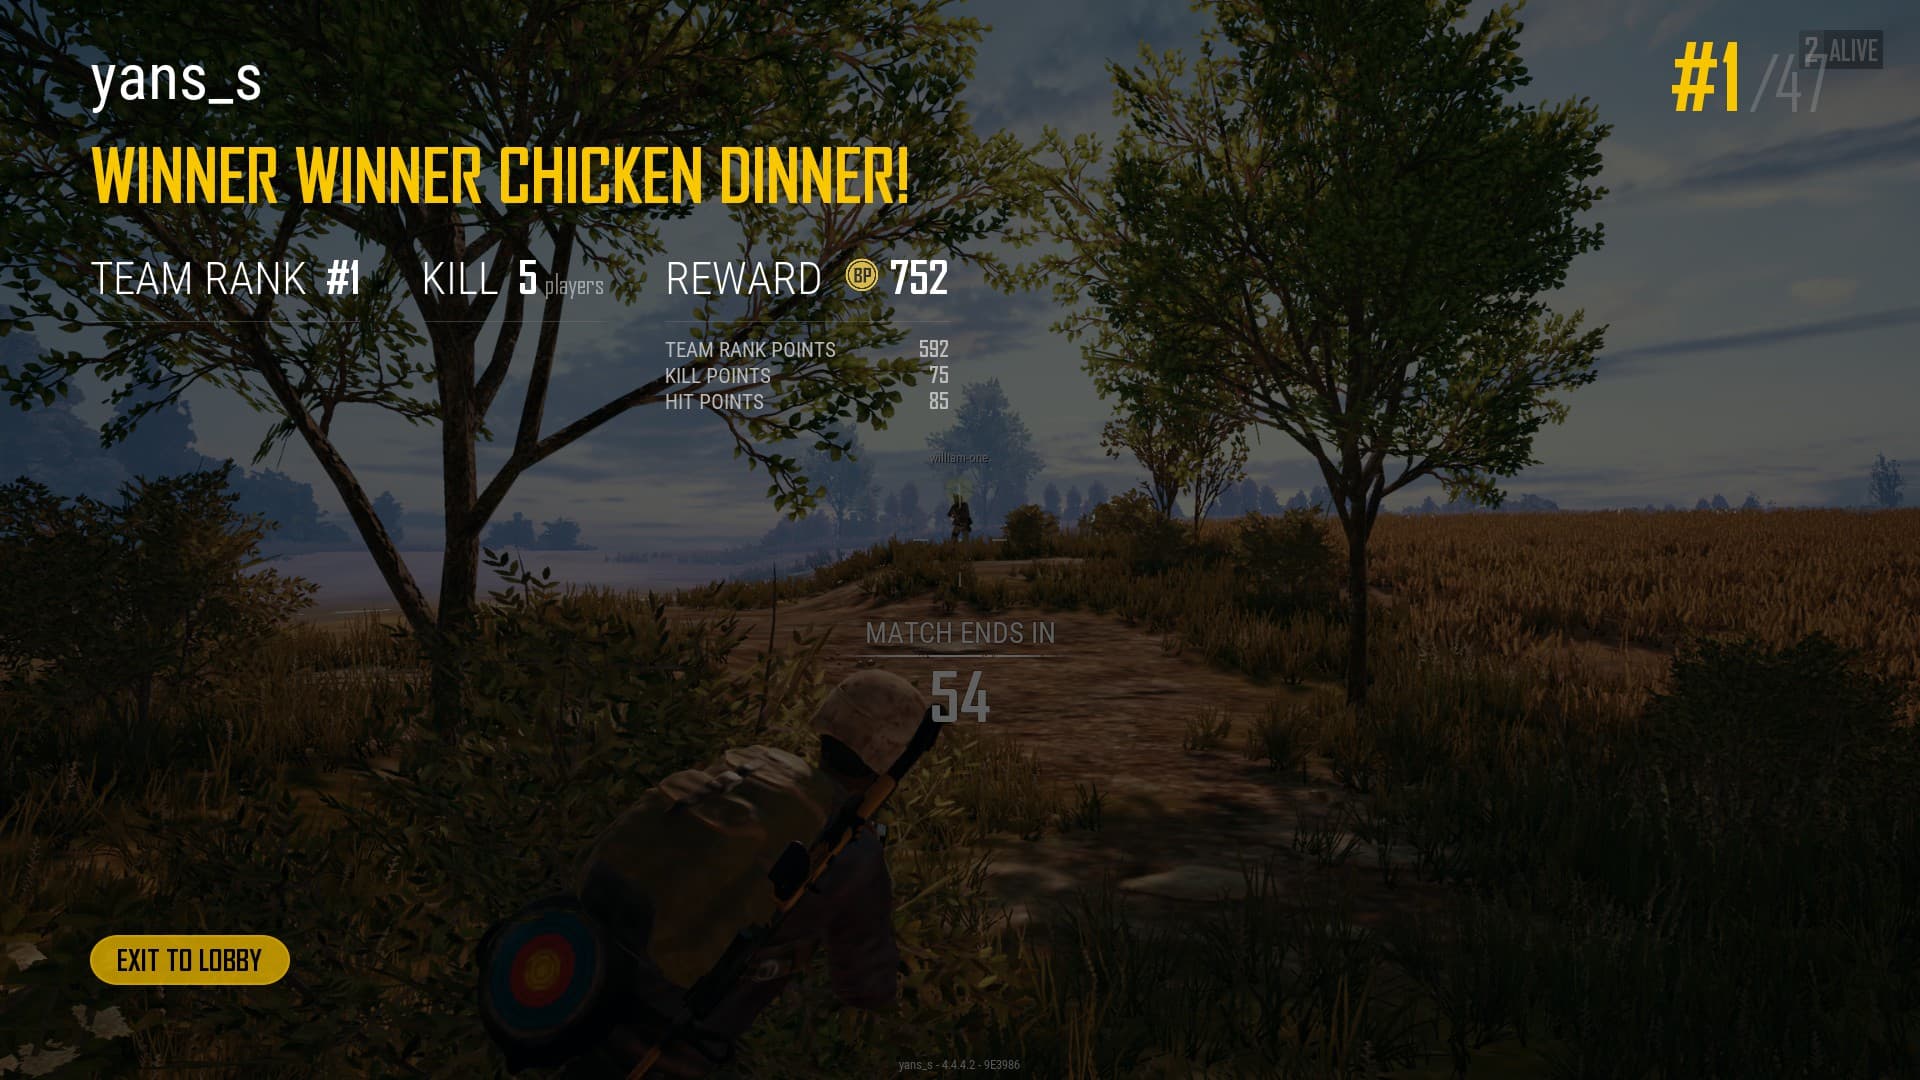 yans_s
#1/47
2 ALIVE
WINNER WINNER CHICKEN DINNER!
TEAM RANK #1 KILL 5 players REWARD BP 752
TEAM RANK POINTS 592
KILL POINTS 75
HIT POINTS 85
william-one
MATCH ENDS IN
54
EXIT TO LOBBY
yans_s - 4.4.4.2 - 9E3986